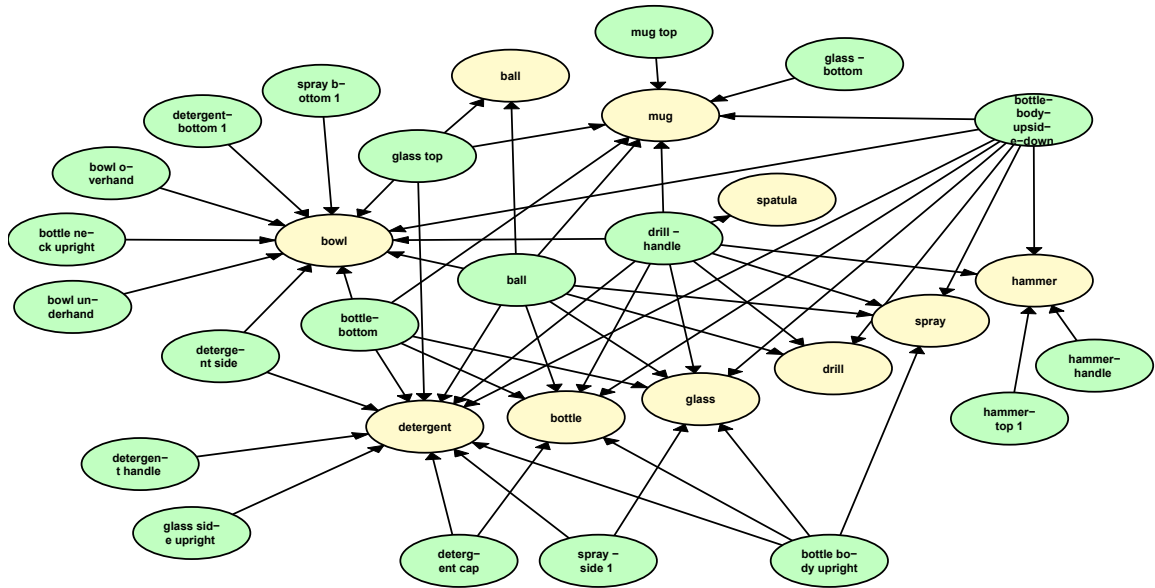 mug top
glass −
bottom
ball
spray b−
ottom 1
mug
detergent−
bottom 1
bottle−
body−
upsid−
e−down
glass top
bowl o−
verhand
spatula
bottle ne−
ck upright
bowl
drill −
handle
ball
hammer
bowl un−
derhand
bottle−
bottom
spray
deterge−
nt side
drill
hammer−
handle
glass
bottle
hammer−
top 1
detergent
detergen−
t handle
glass sid−
e upright
deterg−
ent cap
spray −
side 1
bottle bo−
dy upright